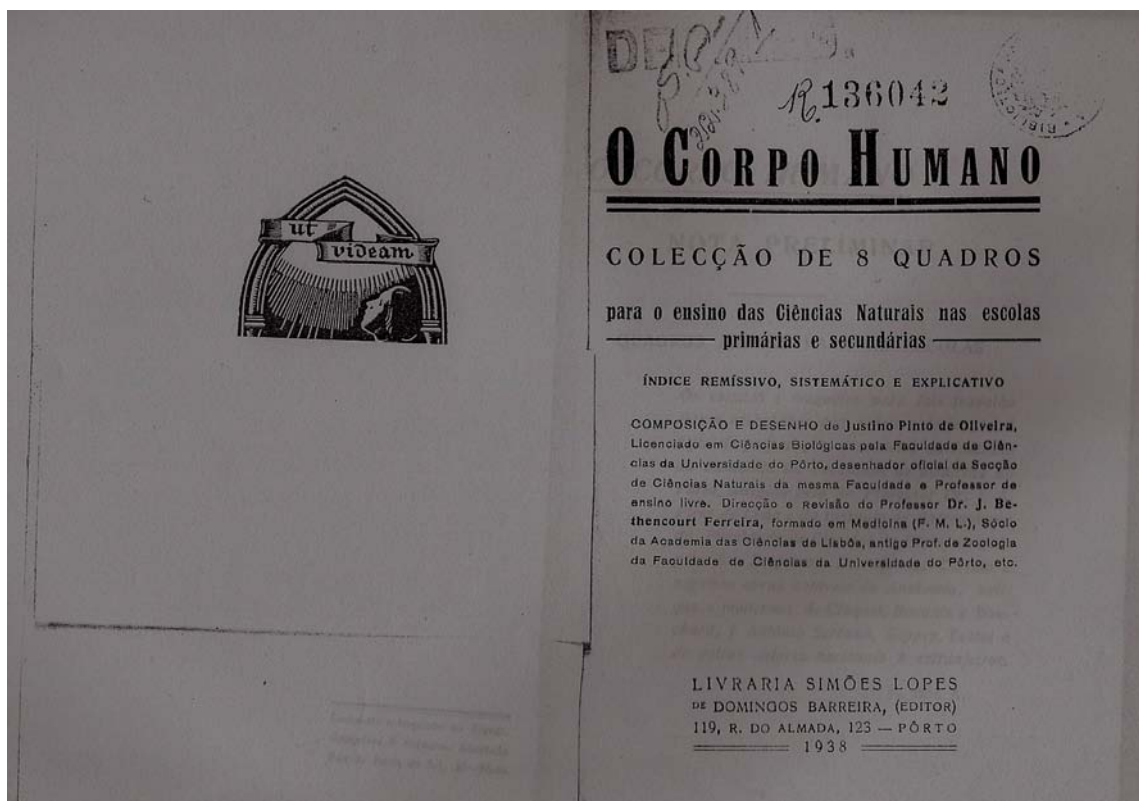 ut
videam
R. 136042
O CORPO HUMANO
COLECÇÃO DE 8 QUADROS
para o ensino das Ciências Naturais nas escolas
primárias e secundárias
ÍNDICE REMÍSSIVO, SISTEMÁTICO E EXPLICATIVO
COMPOSIÇÃO E DESENHO de Justino Pinto de Oliveira,
Licenciado em Ciências Biológicas pela Faculdade de Ciên-
cias da Universidade do Pôrto, desenhador oficial da Secção
de Ciências Naturais da mesma Faculdade e Professor de
ensino livre. Direcção e Revisão do Professor Dr. J. Be-
thencourt Ferreira, formado em Medicina (F. M. L.), Sócio
da Academia das Ciências de Lisbôa, antigo Prof. de Zoologia
da Faculdade de Ciências da Universidade do Pôrto, etc.
LIVRARIA SIMÕES LOPES
DE DOMINGOS BARREIRA, (EDITOR)
119, R. DO ALMADA, 123 — PÔRTO
1938